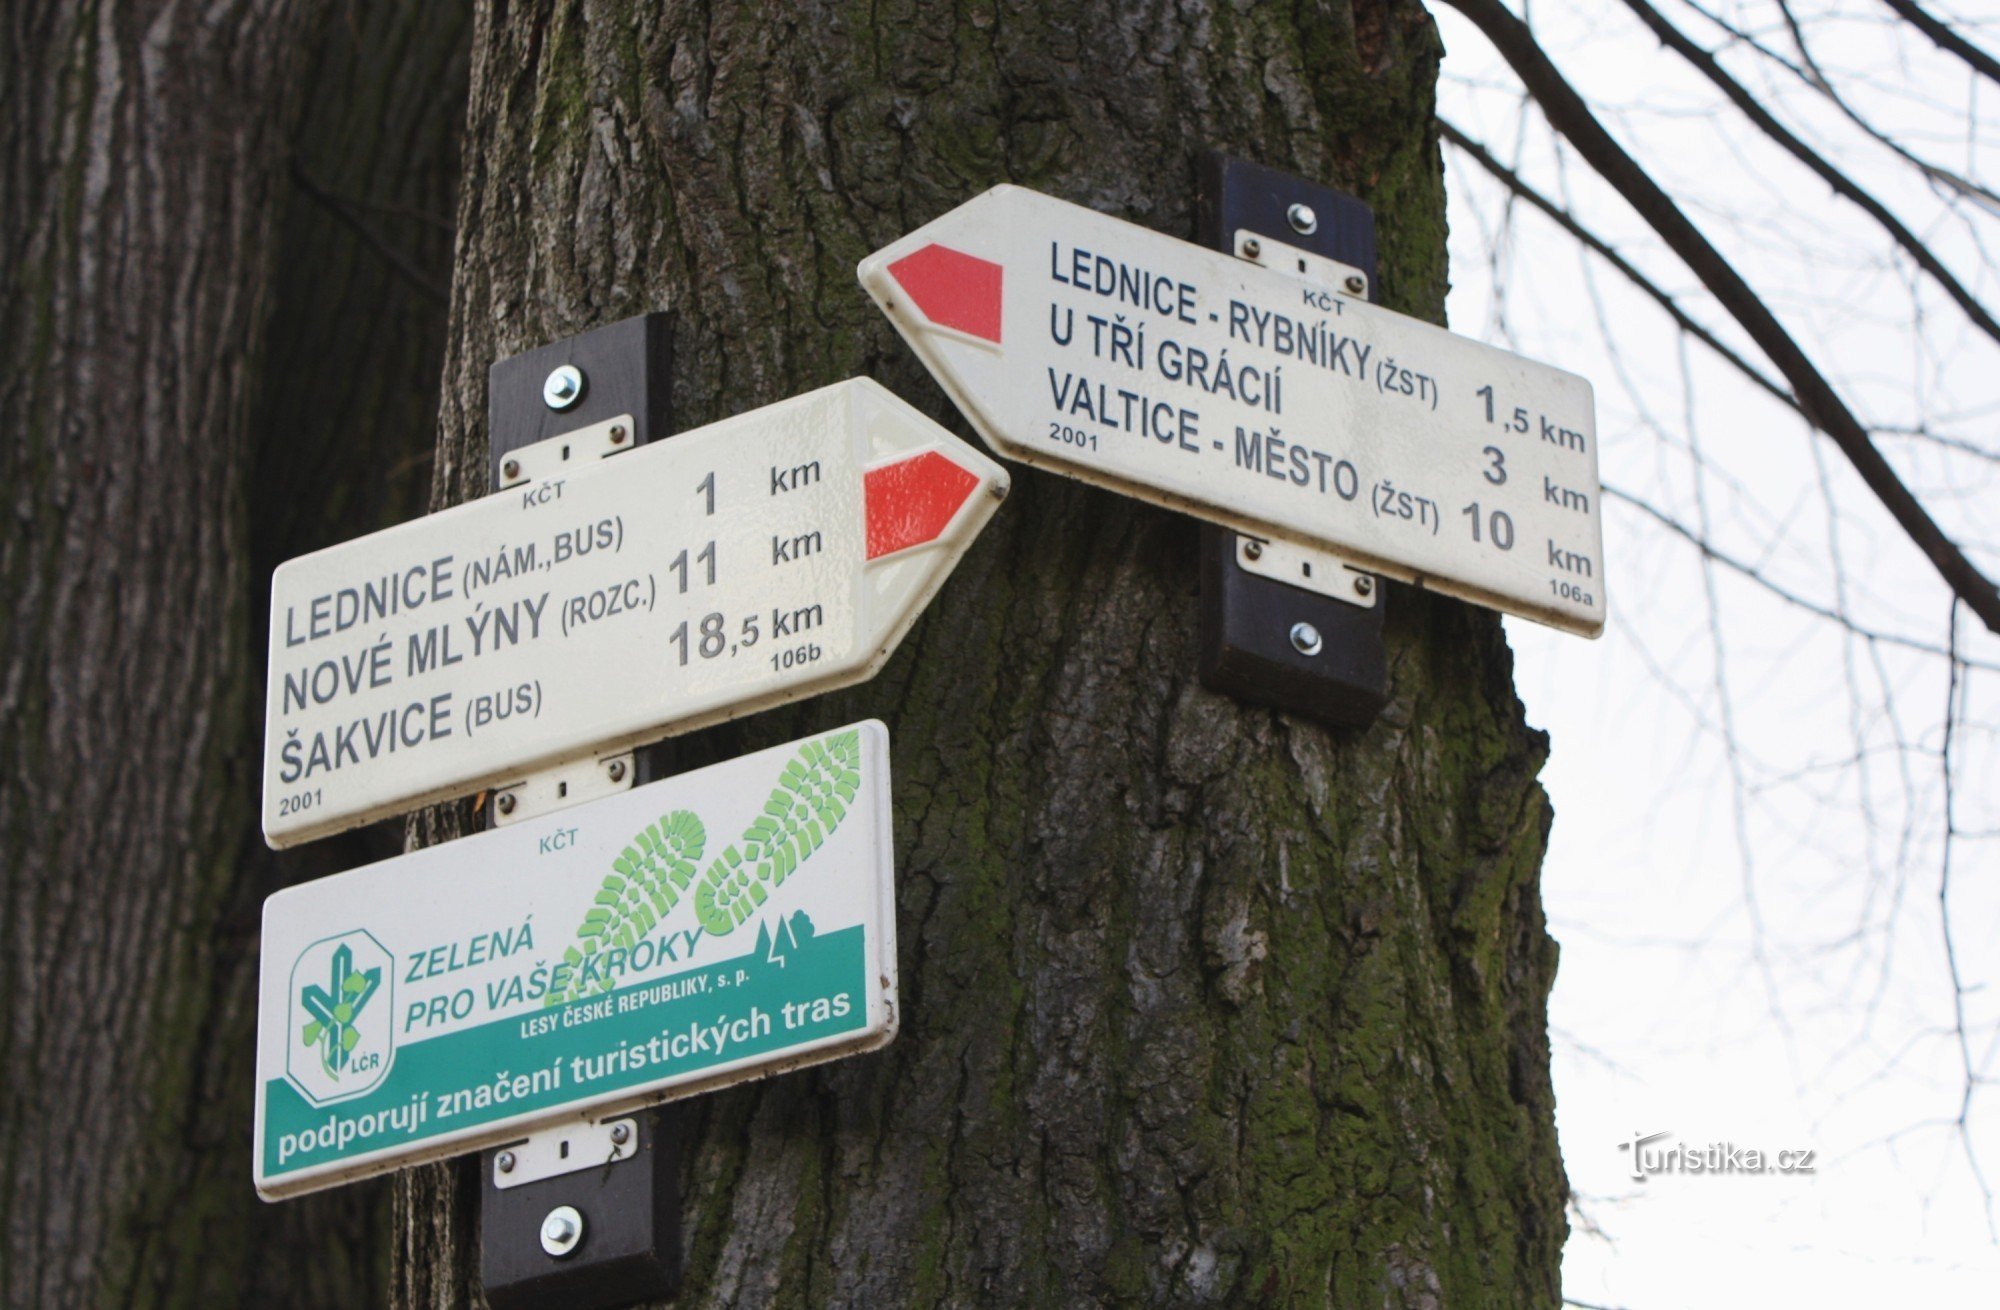 KČT
LEDNICE - RYBNÍKY (ŽST) 1,5 km
U TŘÍ GRÁCIÍ 3 km
VALTICE - MĚSTO (ŽST) 10 km
2001 106a
KČT
LEDNICE (NÁM.,BUS) 1 km
NOVÉ MLÝNY (ROZC.) 11 km
ŠAKVICE (BUS) 18,5 km
2001 106b
KČT
ZELENÁ
PRO VAŠE KROKY
LESY ČESKÉ REPUBLIKY, s. p.
LČR
podporují značení turistických tras
Turistika.cz